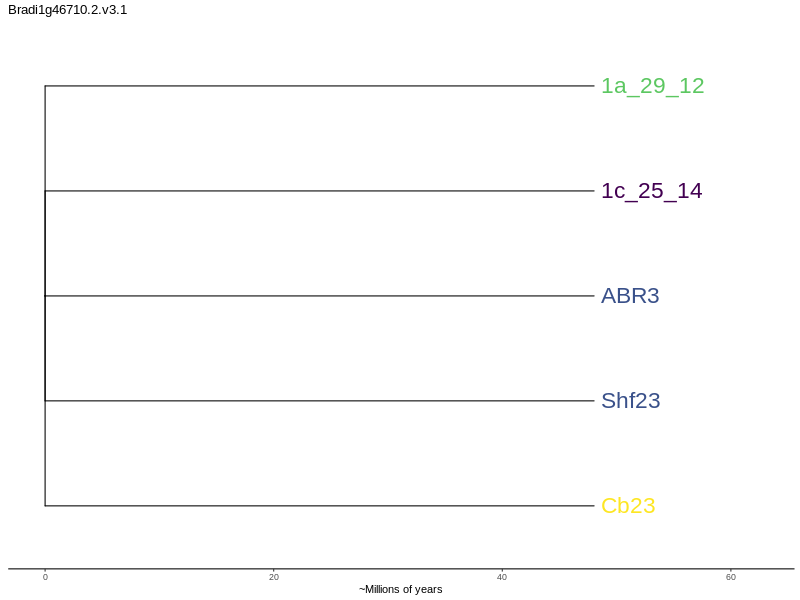 Bradi1g46710.2.v3.1
1a_29_12
1c_25_14
ABR3
Shf23
Cb23
0 20 40 60
~Millions of years